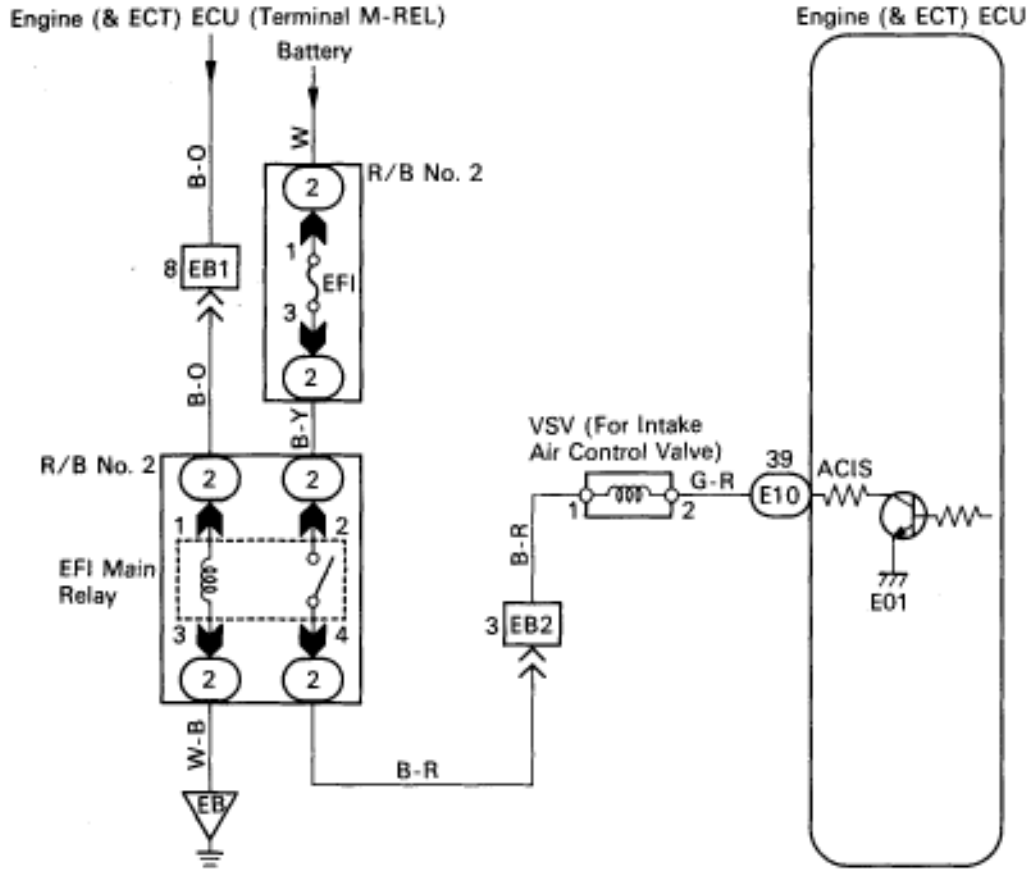 Engine (& ECT) ECU (Terminal M-REL)
Engine (& ECT) ECU
Battery
W
B-O
R/B No. 2
2
1
EFI
3
2
8
EB1
B-O
B-Y
R/B No. 2
2
2
1
2
EFI Main
Relay
3
4
2
2
W-B
EB
B-R
3
EB2
B-R
VSV (For Intake
Air Control Valve)
1
2
G-R
39
E10
ACIS
E01